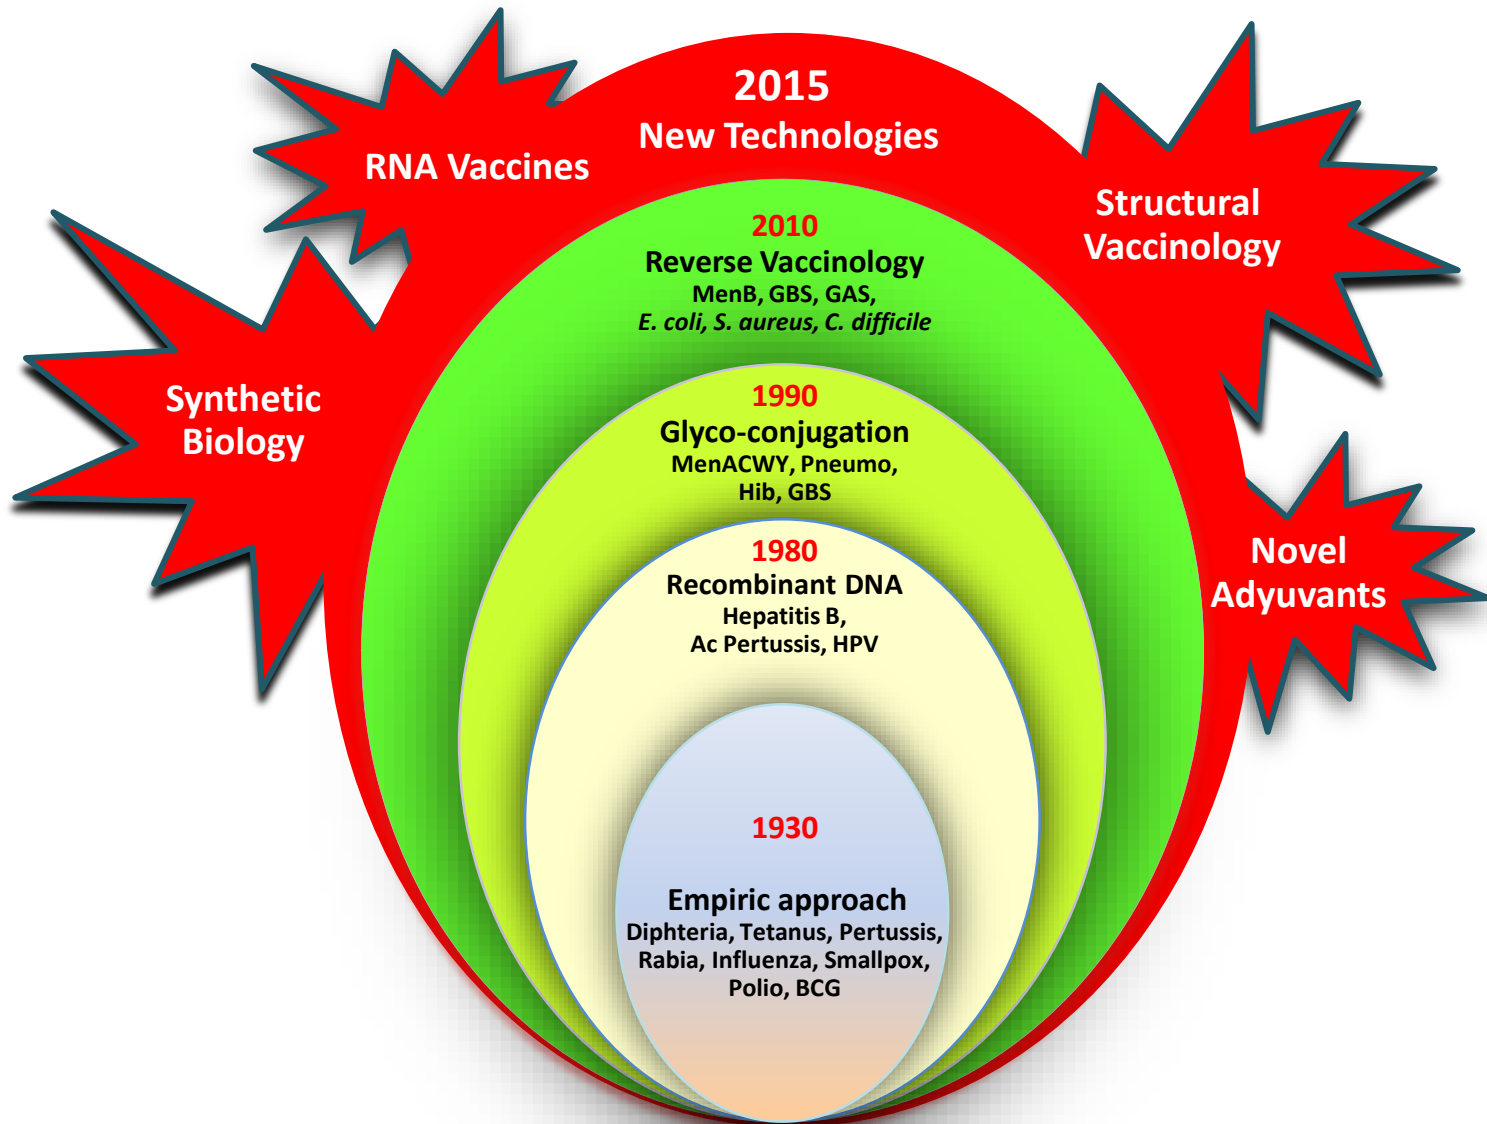 2015
New Technologies
RNA Vaccines
Structural
Vaccinology
2010
Reverse Vaccinology
MenB, GBS, GAS,
E. coli, S. aureus, C. difficile
Synthetic
Biology
1990
Glyco-conjugation
MenACWY, Pneumo,
Hib, GBS
Novel
Adyuvants
1980
Recombinant DNA
Hepatitis B,
Ac Pertussis, HPV
1930
Empiric approach
Diphteria, Tetanus, Pertussis,
Rabia, Influenza, Smallpox,
Polio, BCG